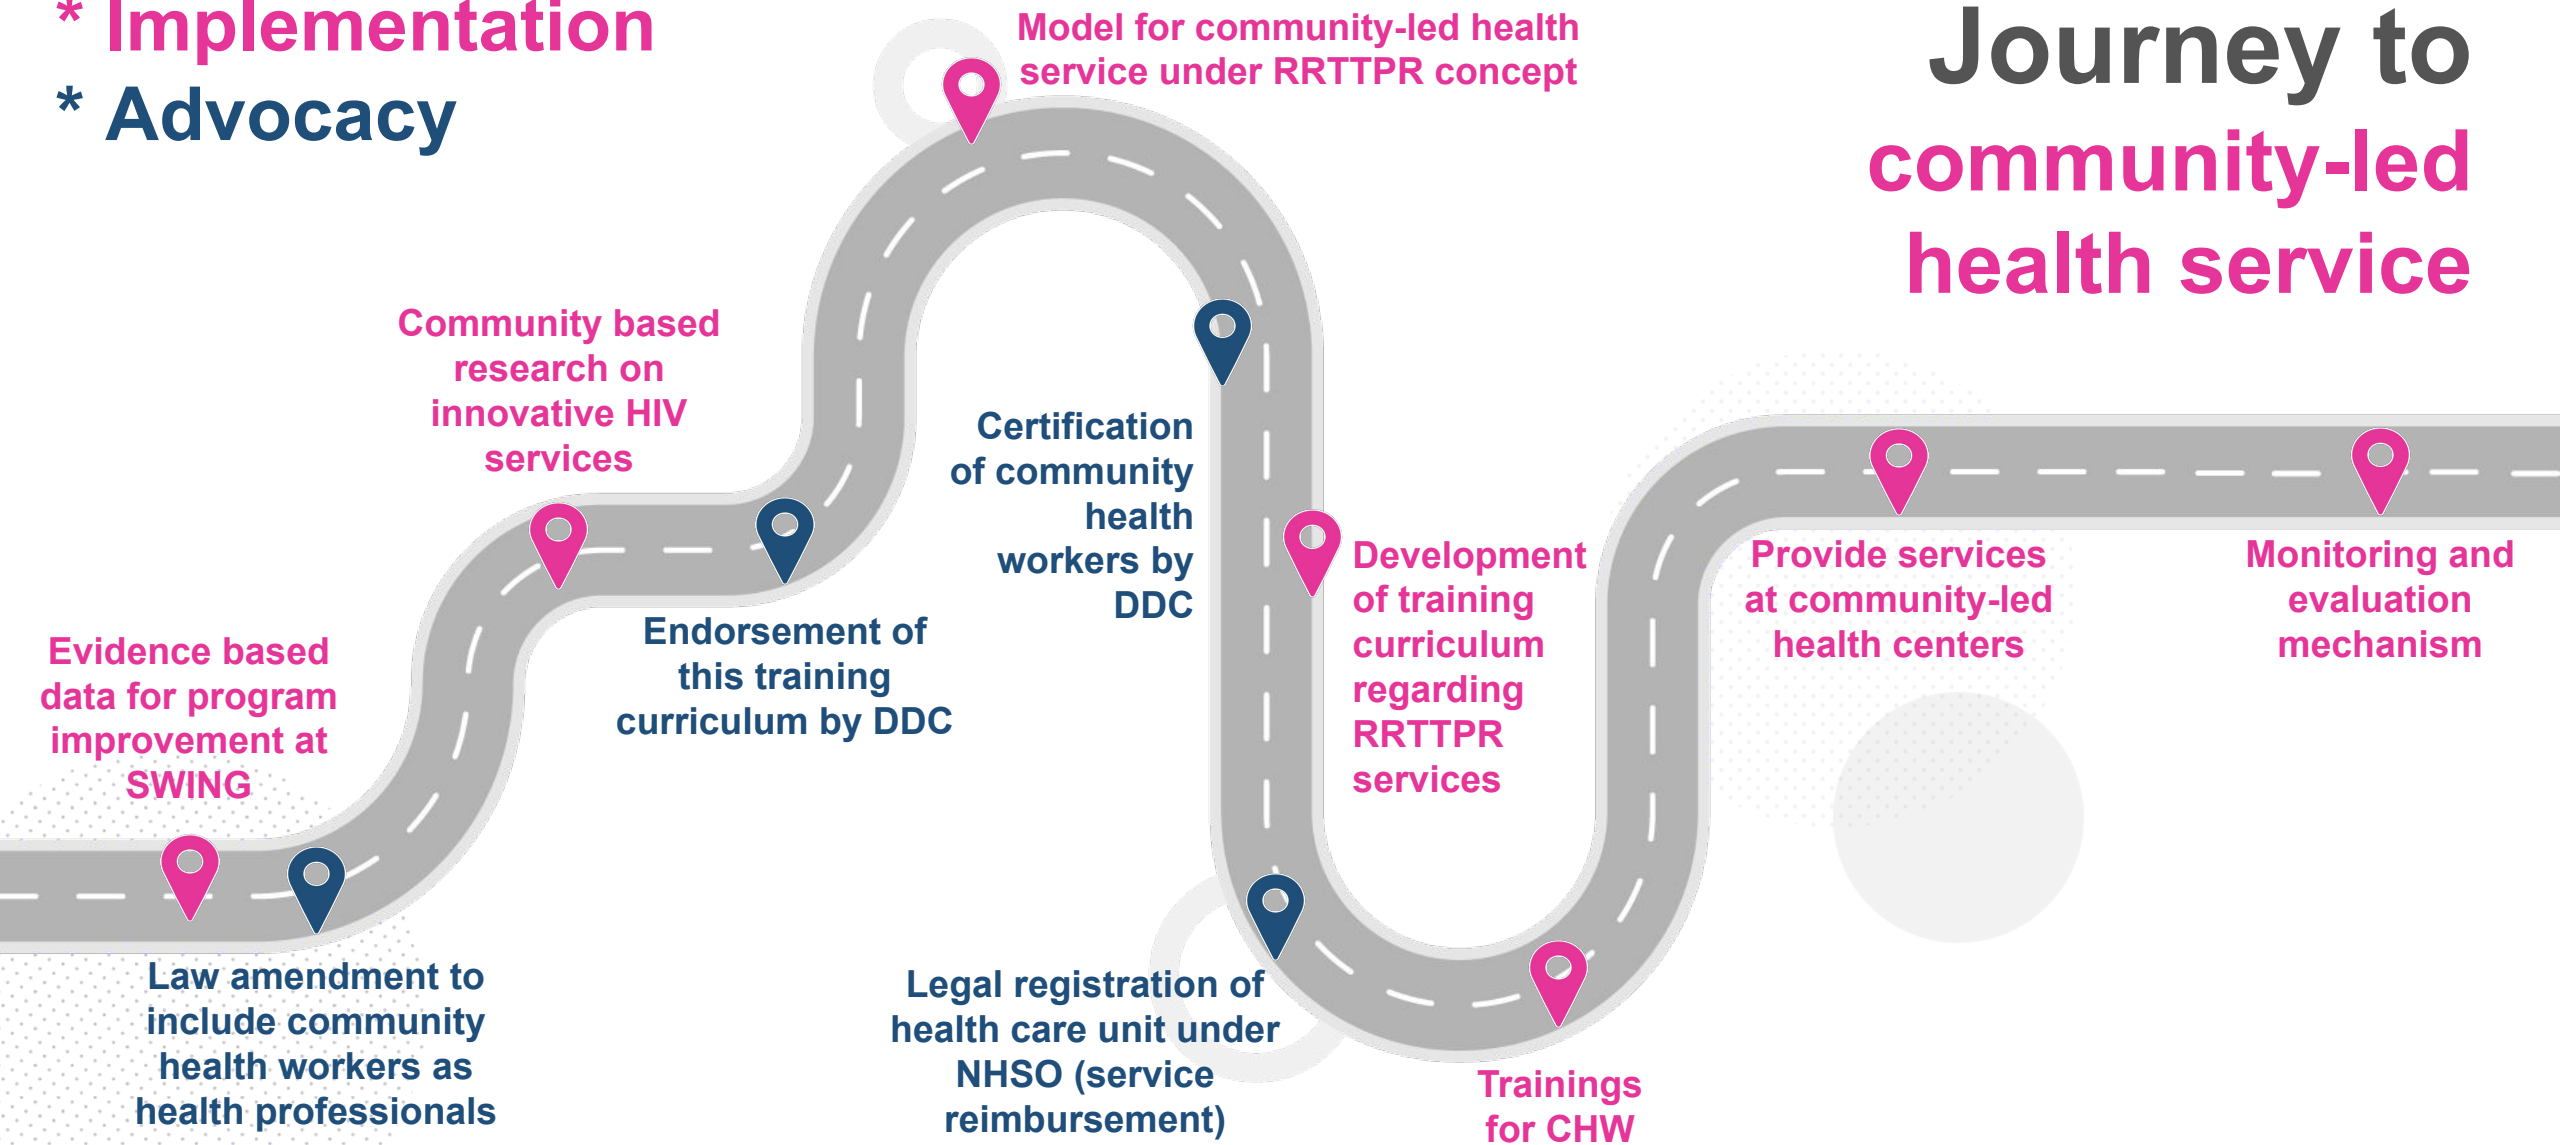 * Implementation
* Advocacy
Model for community-led health
service under RRTTPR concept
Journey to
community-led
health service
Community based
research on
innovative HIV
services
Certification
of community
health
workers by
DDC
Development
of training
curriculum
regarding
RRTTPR
services
Provide services
at community-led
health centers
Monitoring and
evaluation
mechanism
Evidence based
data for program
improvement at
SWING
Endorsement of
this training
curriculum by DDC
Law amendment to
include community
health workers as
health professionals
Legal registration of
health care unit under
NHSO (service
reimbursement)
Trainings
for CHW